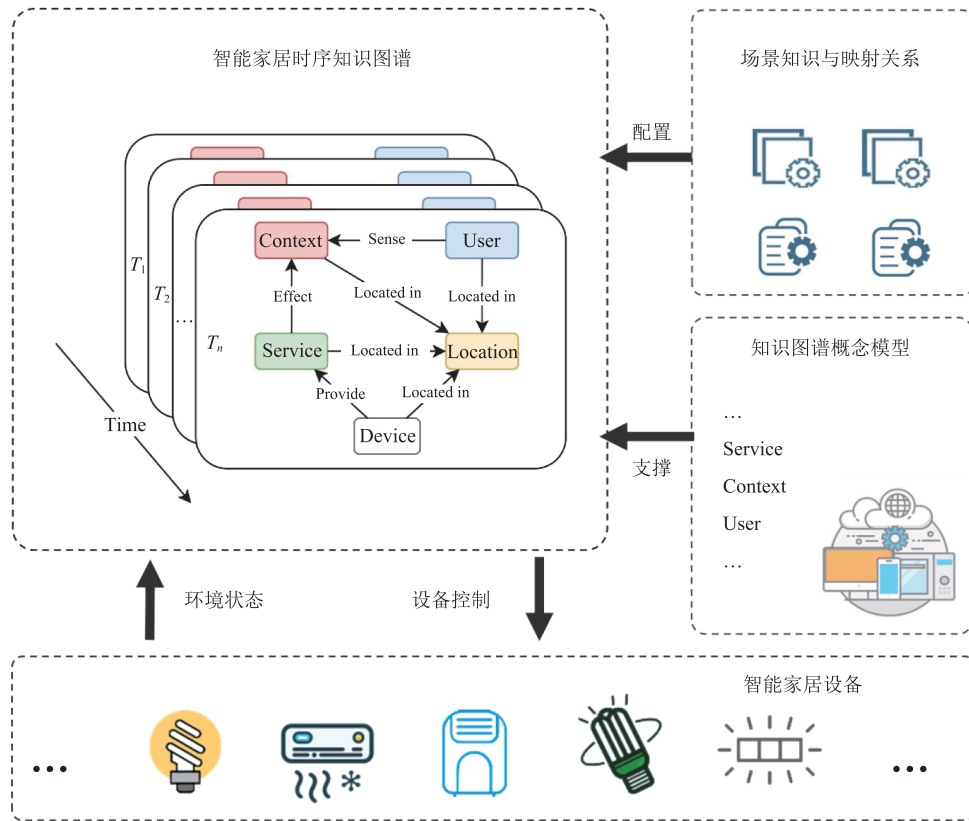 智能家居时序知识图谱
T1
T2
…
Tn
Context
Sense
User
Effect
Located in
Located in
Service
Located in
Location
Provide
Located in
Device
Time
配置
场景知识与映射关系
支撑
知识图谱概念模型
…
Service
Context
User
…
环境状态
设备控制
智能家居设备
…
…